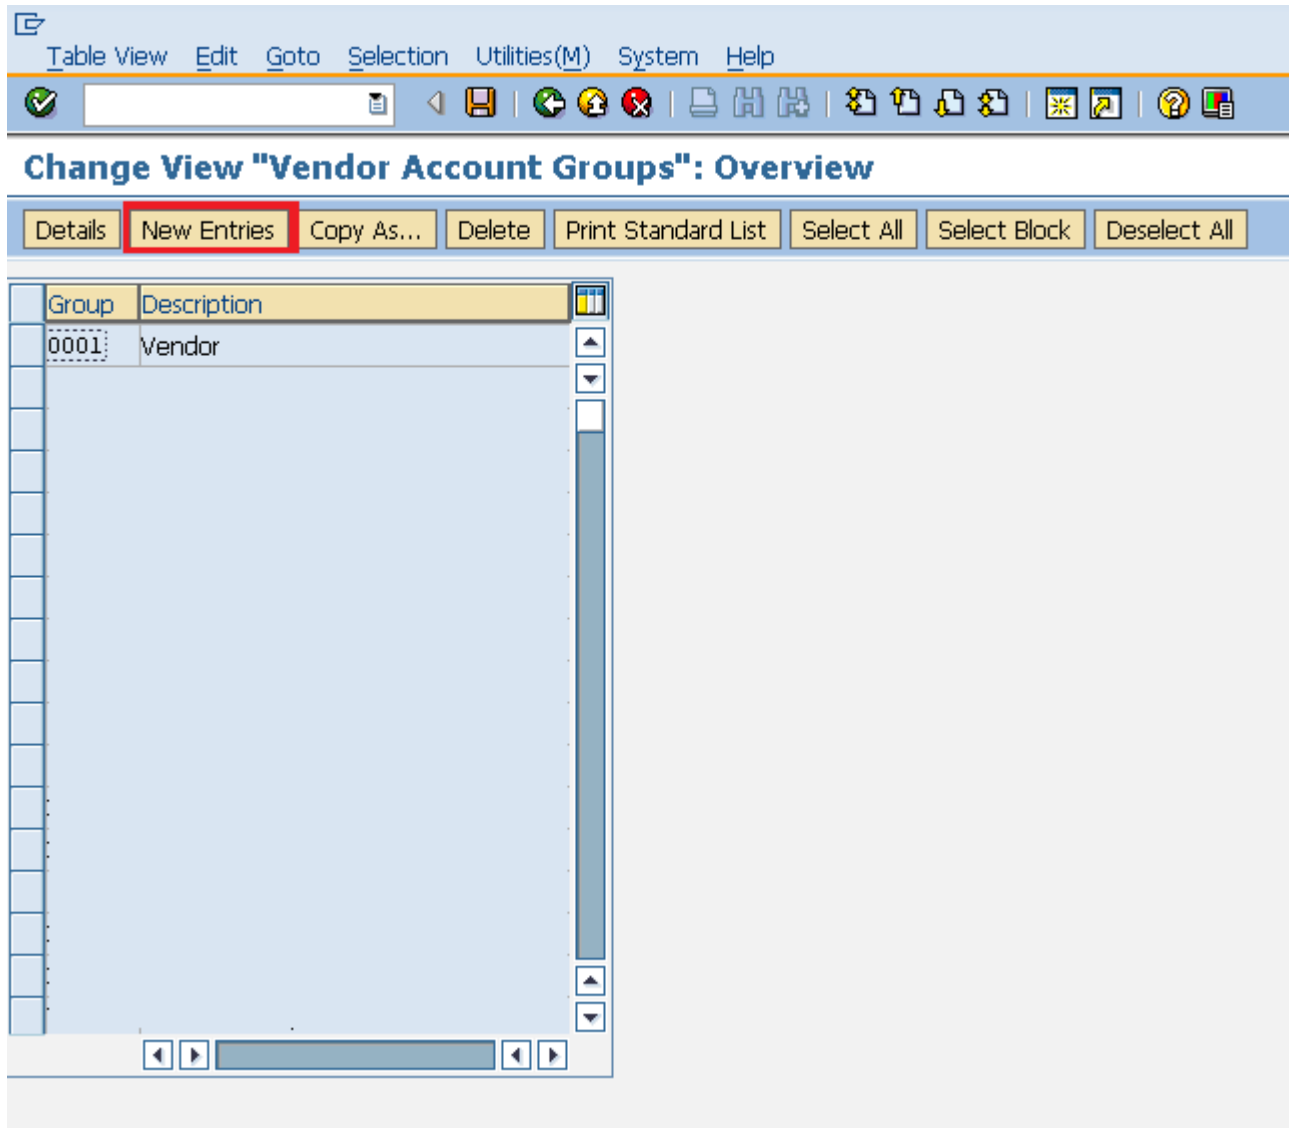 Table View Edit Goto Selection Utilities(M) System Help
Change View "Vendor Account Groups": Overview
Details New Entries Copy As... Delete Print Standard List Select All Select Block Deselect All
Group Description
0001 Vendor